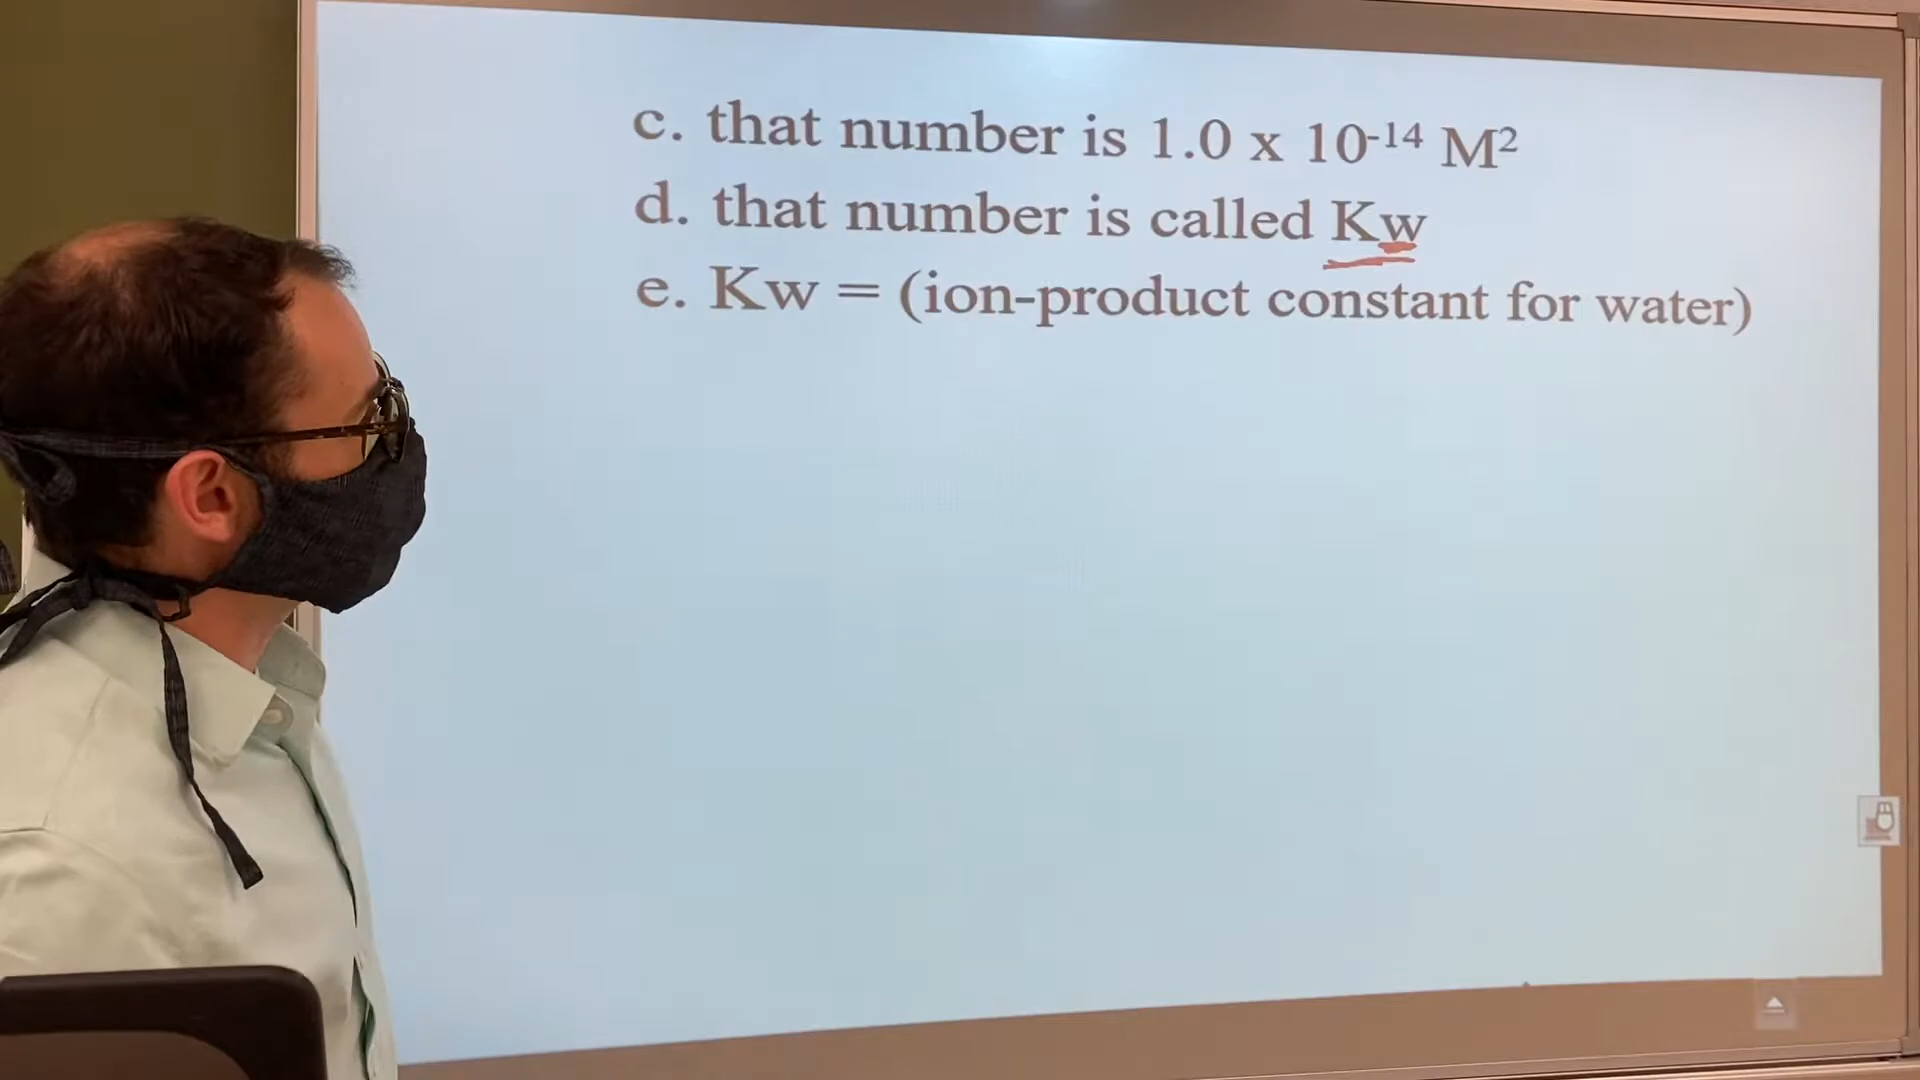 c. that number is 1.0 x 10⁻¹⁴ M²
d. that number is called Kw
e. Kw = (ion-product constant for water)